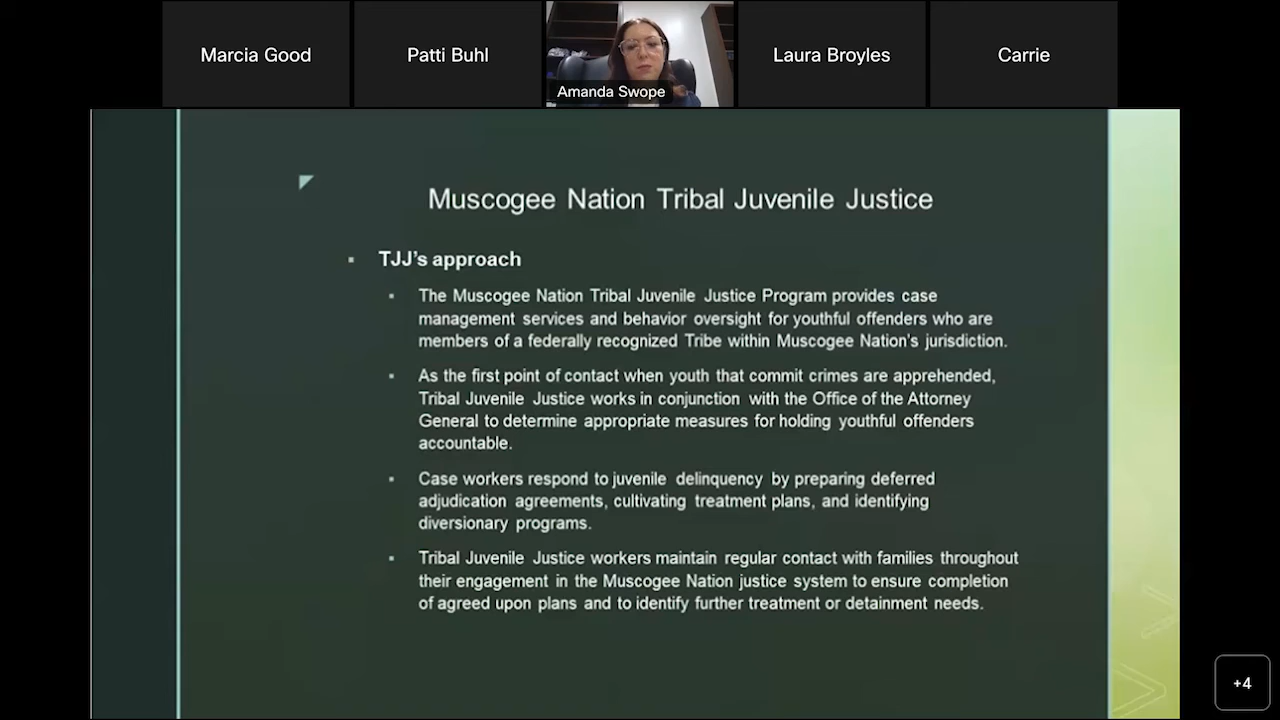 Marcia Good
Patti Buhl
Amanda Swope
Laura Broyles
Carrie
Muscogee Nation Tribal Juvenile Justice
TJJ's approach
The Muscogee Nation Tribal Juvenile Justice Program provides case
management services and behavior oversight for youthful offenders who are
members of a federally recognized Tribe within Muscogee Nation's jurisdiction.
As the first point of contact when youth that commit crimes are apprehended,
Tribal Juvenile Justice works in conjunction with the Office of the Attorney
General to determine appropriate measures for holding youthful offenders
accountable.
Case workers respond to juvenile delinquency by preparing deferred
adjudication agreements, cultivating treatment plans, and identifying
diversionary programs.
Tribal Juvenile Justice workers maintain regular contact with families throughout
their engagement in the Muscogee Nation justice system to ensure completion
of agreed upon plans and to identify further treatment or detainment needs.
+4